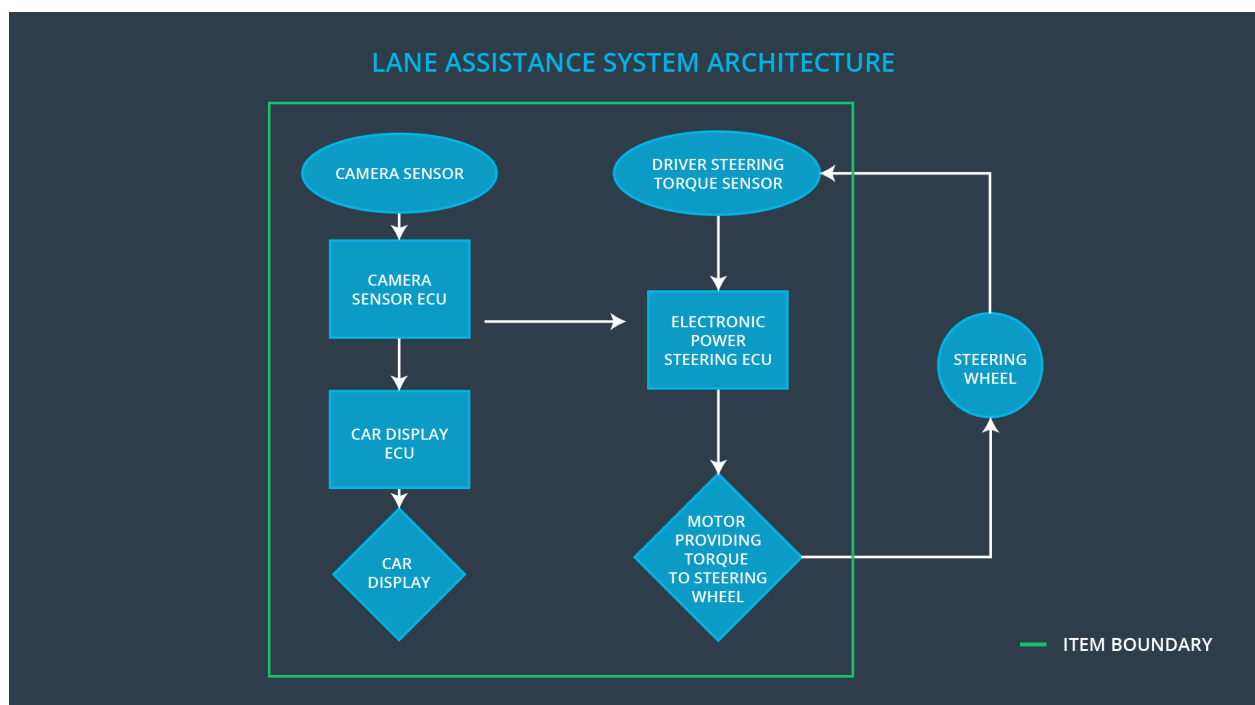 LANE ASSISTANCE SYSTEM ARCHITECTURE
CAMERA SENSOR
CAMERA
SENSOR ECU
CAR DISPLAY
ECU
CAR
DISPLAY
DRIVER STEERING
TORQUE SENSOR
ELECTRONIC
POWER
STEERING ECU
MOTOR
PROVIDING
TORQUE
TO STEERING
WHEEL
STEERING
WHEEL
ITEM BOUNDARY